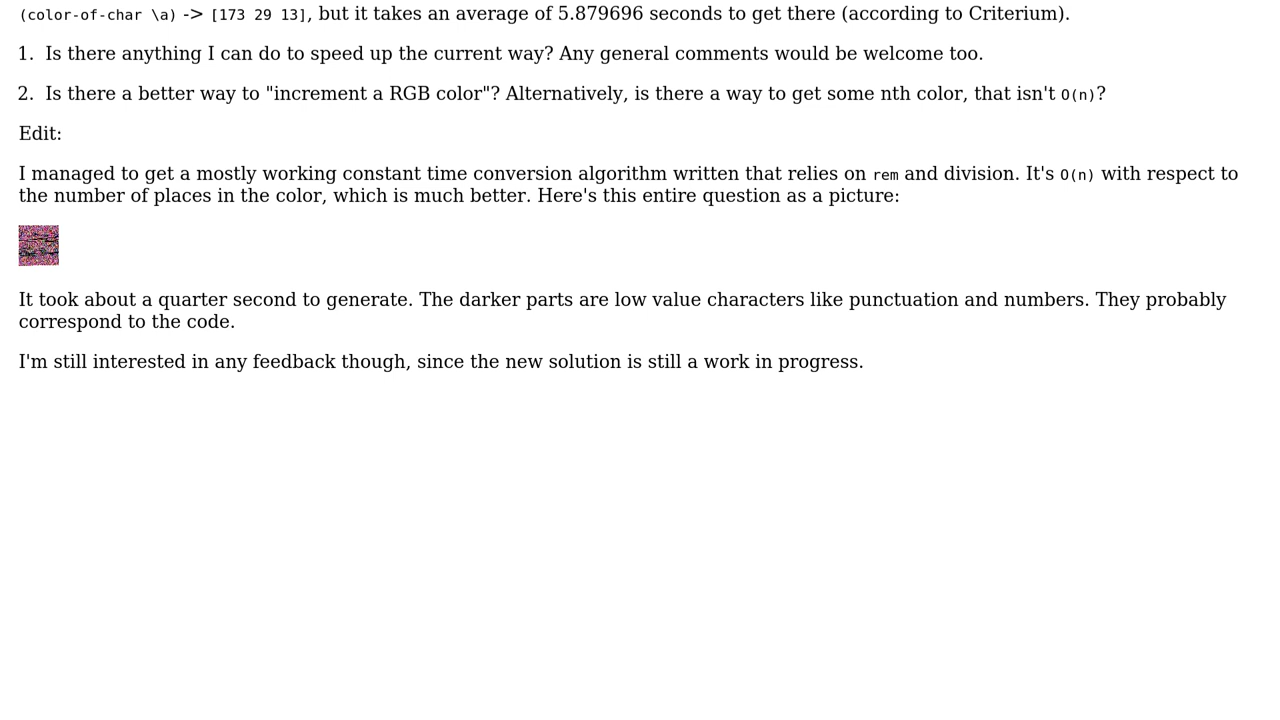 (color-of-char \a) -> [173 29 13], but it takes an average of 5.879696 seconds to get there (according to Criterium).
1. Is there anything I can do to speed up the current way? Any general comments would be welcome too.
2. Is there a better way to "increment a RGB color"? Alternatively, is there a way to get some nth color, that isn't O(n)?
Edit:
I managed to get a mostly working constant time conversion algorithm written that relies on rem and division. It's O(n) with respect to
the number of places in the color, which is much better. Here's this entire question as a picture:
It took about a quarter second to generate. The darker parts are low value characters like punctuation and numbers. They probably
correspond to the code.
I'm still interested in any feedback though, since the new solution is still a work in progress.